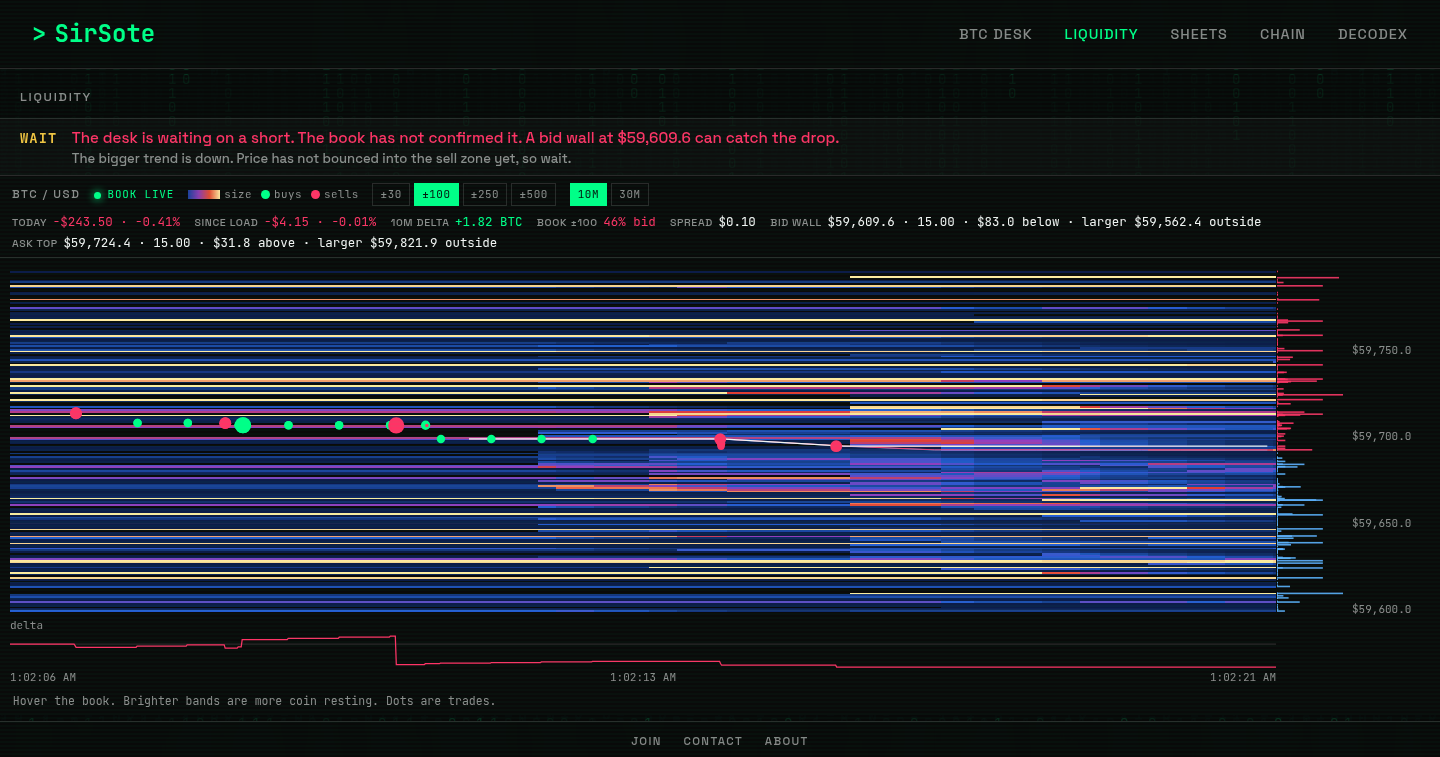 > SirSote
BTC DESK LIQUIDITY SHEETS CHAIN DECODEX
LIQUIDITY
WAIT The desk is waiting on a short. The book has not confirmed it. A bid wall at $59,609.6 can catch the drop.
The bigger trend is down. Price has not bounced into the sell zone yet, so wait.
BTC / USD BOOK LIVE size buys sells ±30 ±100 ±250 ±500 10M 30M
TODAY -$243.50 · -0.41% SINCE LOAD -$4.15 · -0.01% 10M DELTA +1.82 BTC BOOK ±100 46% bid SPREAD $0.10 BID WALL $59,609.6 · 15.00 · $83.0 below · larger $59,562.4 outside
ASK TOP $59,724.4 · 15.00 · $31.8 above · larger $59,821.9 outside
$59,750.0
$59,700.0
$59,650.0
$59,600.0
delta
1:02:06 AM 1:02:13 AM 1:02:21 AM
Hover the book. Brighter bands are more coin resting. Dots are trades.
JOIN CONTACT ABOUT